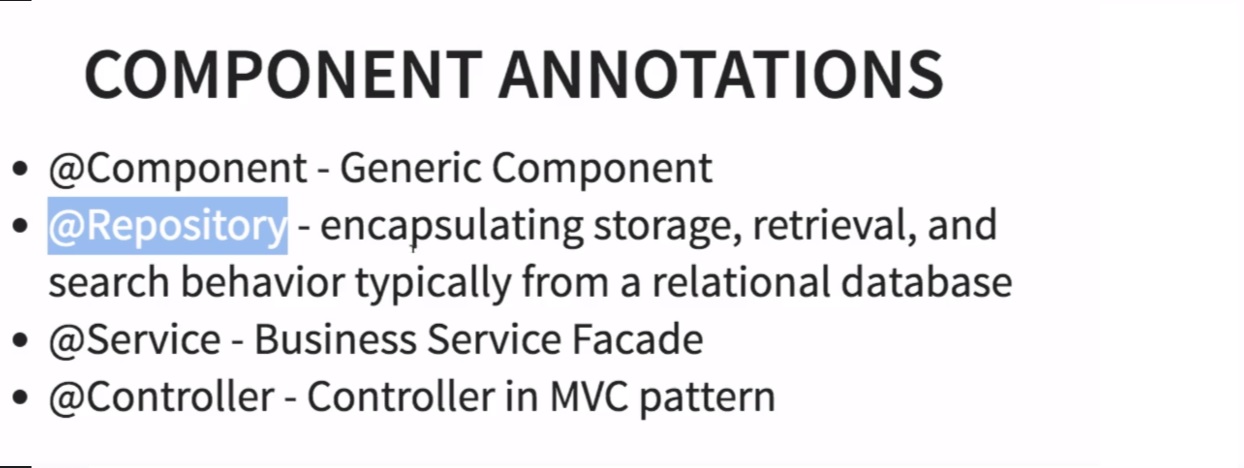 COMPONENT ANNOTATIONS
• @Component - Generic Component
• @Repository - encapsulating storage, retrieval, and
search behavior typically from a relational database
• @Service - Business Service Facade
• @Controller - Controller in MVC pattern